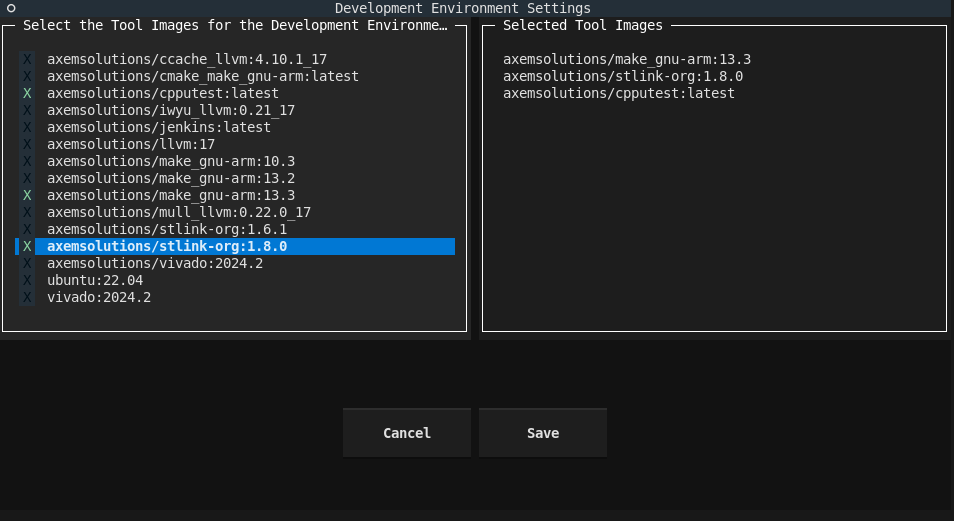 Development Environment Settings
Select the Tool Images for the Development Environme…
X axemsolutions/ccache_llvm:4.10.1_17
X axemsolutions/cmake_make_gnu-arm:latest
X axemsolutions/cpputest:latest
X axemsolutions/iwyu_llvm:0.21_17
X axemsolutions/jenkins:latest
X axemsolutions/llvm:17
X axemsolutions/make_gnu-arm:10.3
X axemsolutions/make_gnu-arm:13.2
X axemsolutions/make_gnu-arm:13.3
X axemsolutions/mull_llvm:0.22.0_17
X axemsolutions/stlink-org:1.6.1
X axemsolutions/stlink-org:1.8.0
X axemsolutions/vivado:2024.2
X ubuntu:22.04
X vivado:2024.2
Selected Tool Images
axemsolutions/make_gnu-arm:13.3
axemsolutions/stlink-org:1.8.0
axemsolutions/cpputest:latest
Cancel
Save